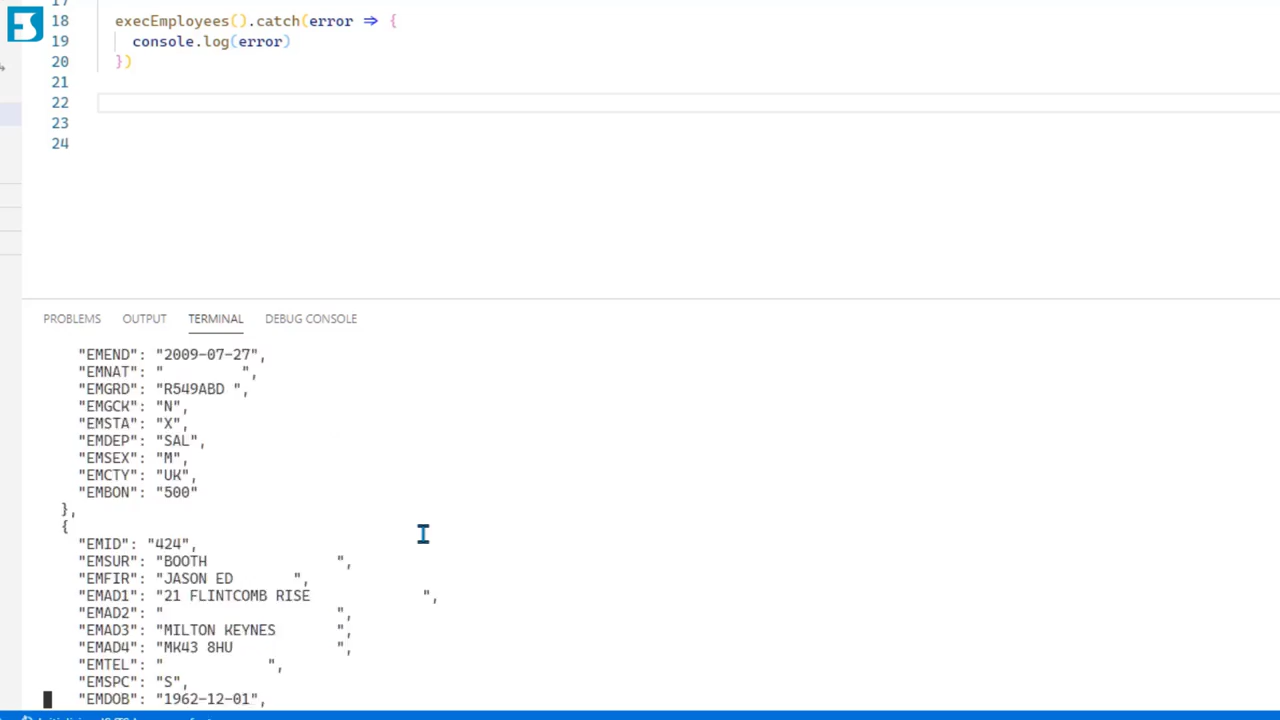 17
18 execEmployees().catch(error => {
19 console.log(error)
20 })
21
22
23
24
PROBLEMS OUTPUT TERMINAL DEBUG CONSOLE
"EMEND": "2009-07-27",
"EMNAT": "         ",
"EMGRD": "R549ABD ",
"EMGCK": "N",
"EMSTA": "X",
"EMDEP": "SAL",
"EMSEX": "M",
"EMCTY": "UK",
"EMBON": "500"
},
{
"EMID": "424",
"EMSUR": "BOOTH               ",
"EMFIR": "JASON ED       ",
"EMAD1": "21 FLINTCOMB RISE             ",
"EMAD2": "                    ",
"EMAD3": "MILTON KEYNES       ",
"EMAD4": "MK43 8HU            ",
"EMTEL": "            ",
"EMSPC": "S",
"EMDOB": "1962-12-01",